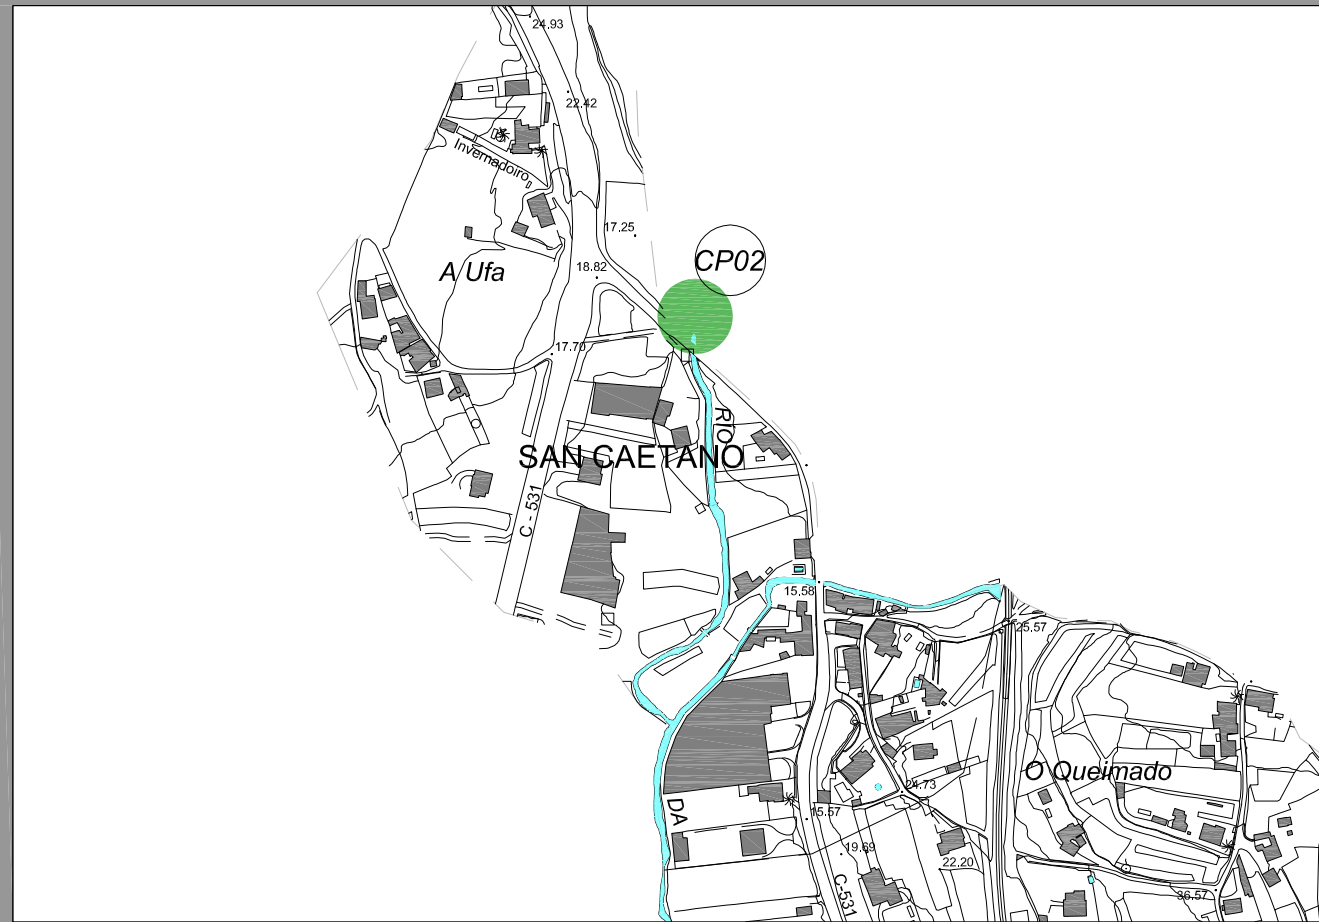 24.93
22.42
Invernadoiro
17.25
CP02
18.82
A Ufa
17.70
RÍO
SAN CAETANO
C - 531
15.58
25.57
O Queimado
24.73
DA
15.57
19.69
22.20
C-531
36.57